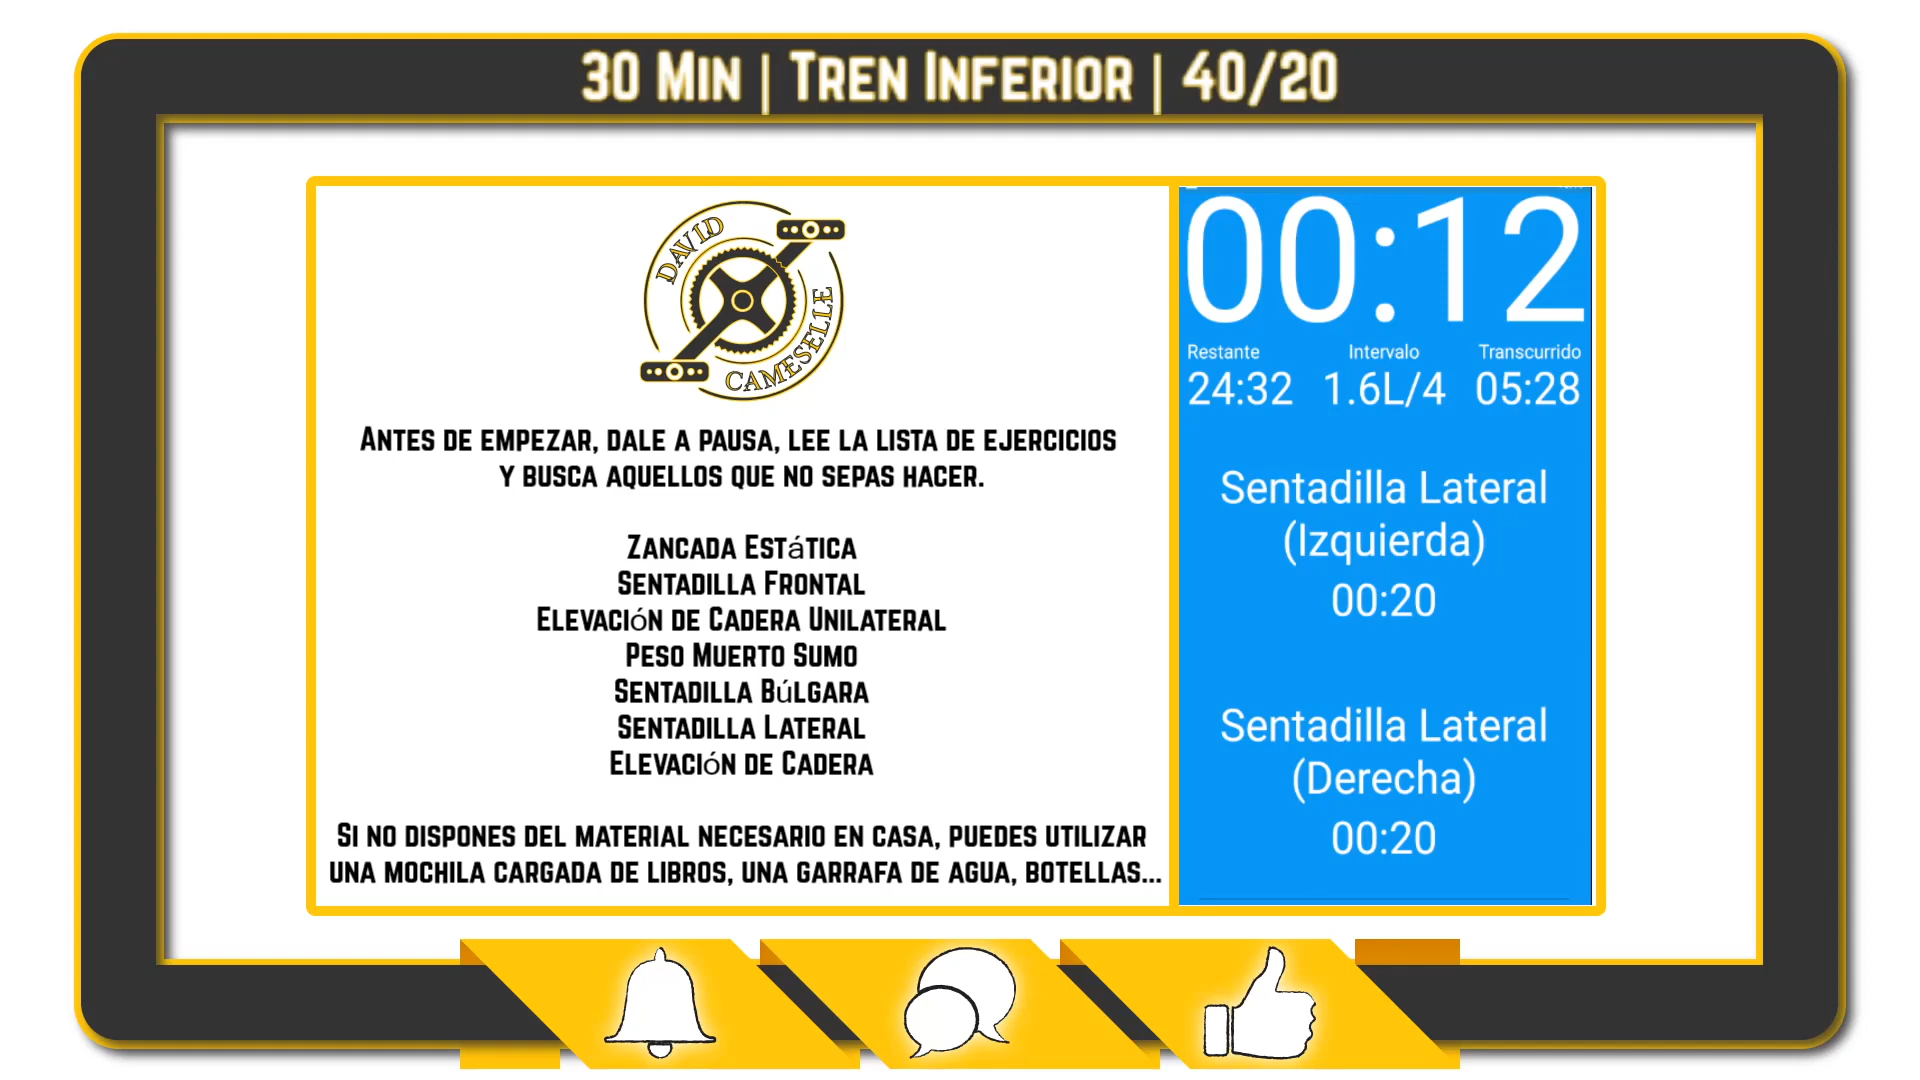 30 Min | Tren Inferior | 40/20
DAVID
CAMESELLE
Antes de empezar, dale a pausa, lee la lista de ejercicios
y busca aquellos que no sepas hacer.
Zancada Estática
Sentadilla Frontal
Elevación de Cadera Unilateral
Peso Muerto Sumo
Sentadilla Búlgara
Sentadilla Lateral
Elevación de Cadera
Si no dispones del material necesario en casa, puedes utilizar
una mochila cargada de libros, una garrafa de agua, botellas...
00:12
Restante Intervalo Transcurrido
24:32 1.6L/4 05:28
Sentadilla Lateral
(Izquierda)
00:20
Sentadilla Lateral
(Derecha)
00:20